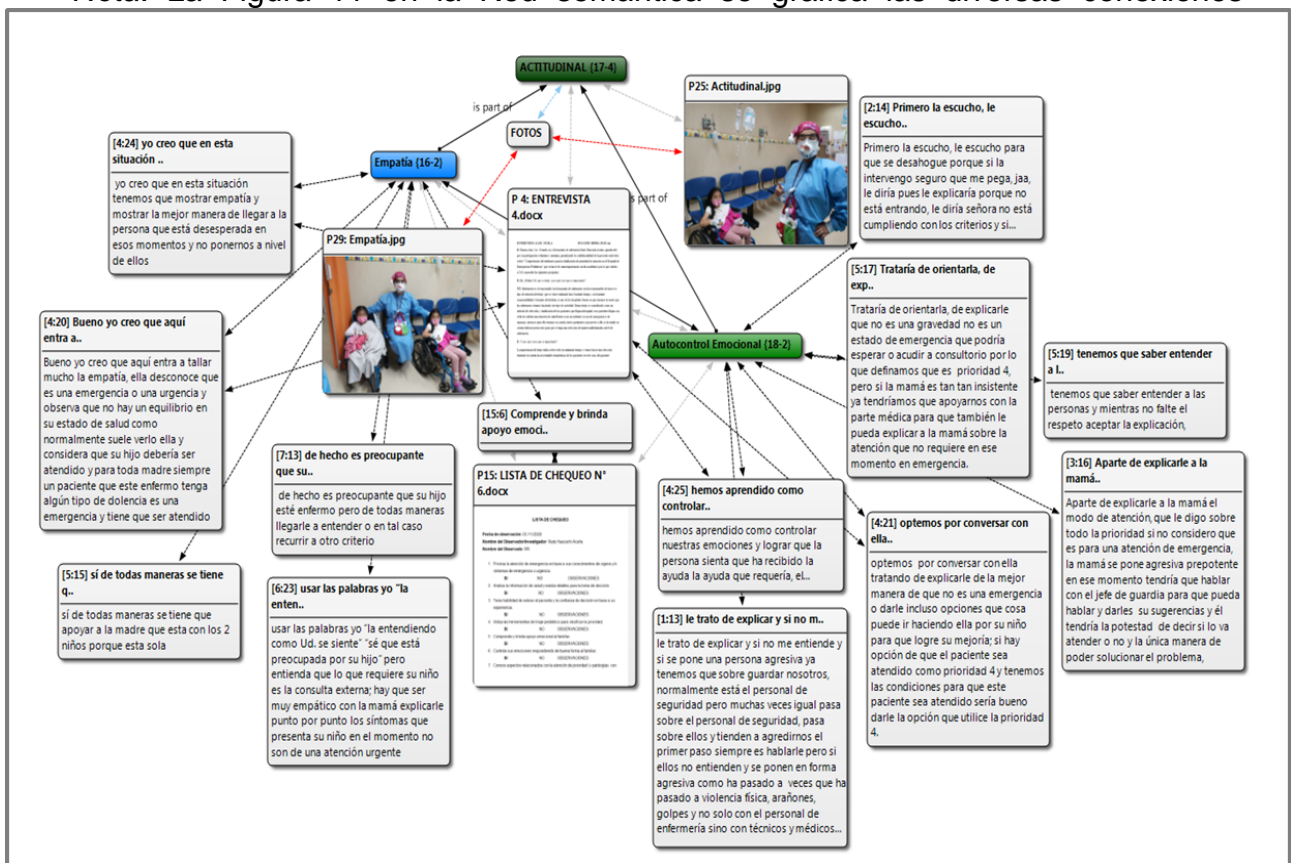 Nota. La Figura 11 en la Red semántica se grafica las diversas conexiones
ACTITUDINAL {17-4}
is part of
FOTOS
P25: Actitudinal.jpg
[2:14] Primero la escucho, le
escucho..
Primero la escucho, le escucho para
que se desahogue porque si la
intervengo seguro que me pega, jaa,
le diría pues le explicaría porque no
está entrando, le diría señora no está
cumpliendo con los criterios y si...
[4:24] yo creo que en esta
situación ..
yo creo que en esta situación
tenemos que mostrar empatía y
mostrar la mejor manera de llegar a la
persona que está desesperada en
esos momentos y no ponernos a nivel
de ellos
Empatía {16-2}
P 4: ENTREVISTA
4.docx
is part of
P29: Empatía.jpg
[5:17] Trataría de orientarla, de
exp..
Trataría de orientarla, de explicarle
que no es una gravedad no es un
estado de emergencia que podría
esperar o acudir a consultorio por lo
que definamos que es prioridad 4,
pero si la mamá es tan tan insistente
ya tendríamos que apoyarnos con la
parte médica para que también le
pueda explicar a la mamá sobre la
atención que no requiere en ese
momento en emergencia.
[4:20] Bueno yo creo que aquí
entra a..
Bueno yo creo que aquí entra a tallar
mucho la empatía, ella desconoce que
es una emergencia o una urgencia y
observa que no hay un equilibrio en
su estado de salud como
normalmente suele verlo ella y
considera que su hijo debería ser
atendido y para toda madre siempre
un paciente que este enfermo tenga
algún tipo de dolencia es una
emergencia y tiene que ser atendido
Autocontrol Emocional {18-2}
[5:19] tenemos que saber entender
a l..
tenemos que saber entender a las
personas y mientras no falte el
respeto aceptar la explicación,
[15:6] Comprende y brinda
apoyo emoci..
[7:13] de hecho es preocupante
que su..
de hecho es preocupante que su hijo
esté enfermo pero de todas maneras
llegarle a entender o en tal caso
recurrir a otro criterio
P15: LISTA DE CHEQUEO N°
6.docx
LISTA DE CHEQUEO
[4:25] hemos aprendido como
controlar..
hemos aprendido como controlar
nuestras emociones y lograr que la
persona sienta que ha recibido la
ayuda la ayuda que requería, el...
[3:16] Aparte de explicarle a la
mamá..
Aparte de explicarle a la mamá el
modo de atención, que le digo sobre
todo la prioridad si no considero que
es para una atención de emergencia,
la mamá se pone agresiva prepotente
en ese momento tendría que hablar
con el jefe de guardia para que pueda
hablar y darles su sugerencias y él
tendría la potestad de decir si lo va
atender o no y la única manera de
poder solucionar el problema,
[4:21] optemos por conversar con
ella..
optemos por conversar con ella
tratando de explicarle de la mejor
manera de que no es una emergencia
o darle incluso opciones que cosa
puede ir haciendo ella por su niño
para que logre su mejoría; si hay
opción de que el paciente sea
atendido como prioridad 4 y tenemos
las condiciones para que este
paciente sea atendido sería bueno
darle la opción que utilice la prioridad
4.
[5:15] sí de todas maneras se tiene
q..
sí de todas maneras se tiene que
apoyar a la madre que esta con los 2
niños porque esta sola
[6:23] usar las palabras yo "la
enten..
usar las palabras yo "la entendiendo
como Ud. se siente" "sé que está
preocupada por su hijo" pero
entienda que lo que requiere su niño
es la consulta externa; hay que ser
muy empático con la mamá explicarle
punto por punto los síntomas que
presenta su niño en el momento no
son de una atención urgente
[1:13] le trato de explicar y si no m..
le trato de explicar y si no me entiende y
si se pone una persona agresiva ya
tenemos que sobre guardar nosotros,
normalmente está el personal de
seguridad pero muchas veces igual pasa
sobre el personal de seguridad, pasa
sobre ellos y tienden a agredirnos el
primer paso siempre es hablarle pero si
ellos no entienden y se ponen en forma
agresiva como ha pasado a veces que ha
pasado a violencia física, arañones,
golpes y no solo con el personal de
enfermería sino con técnicos y médicos...